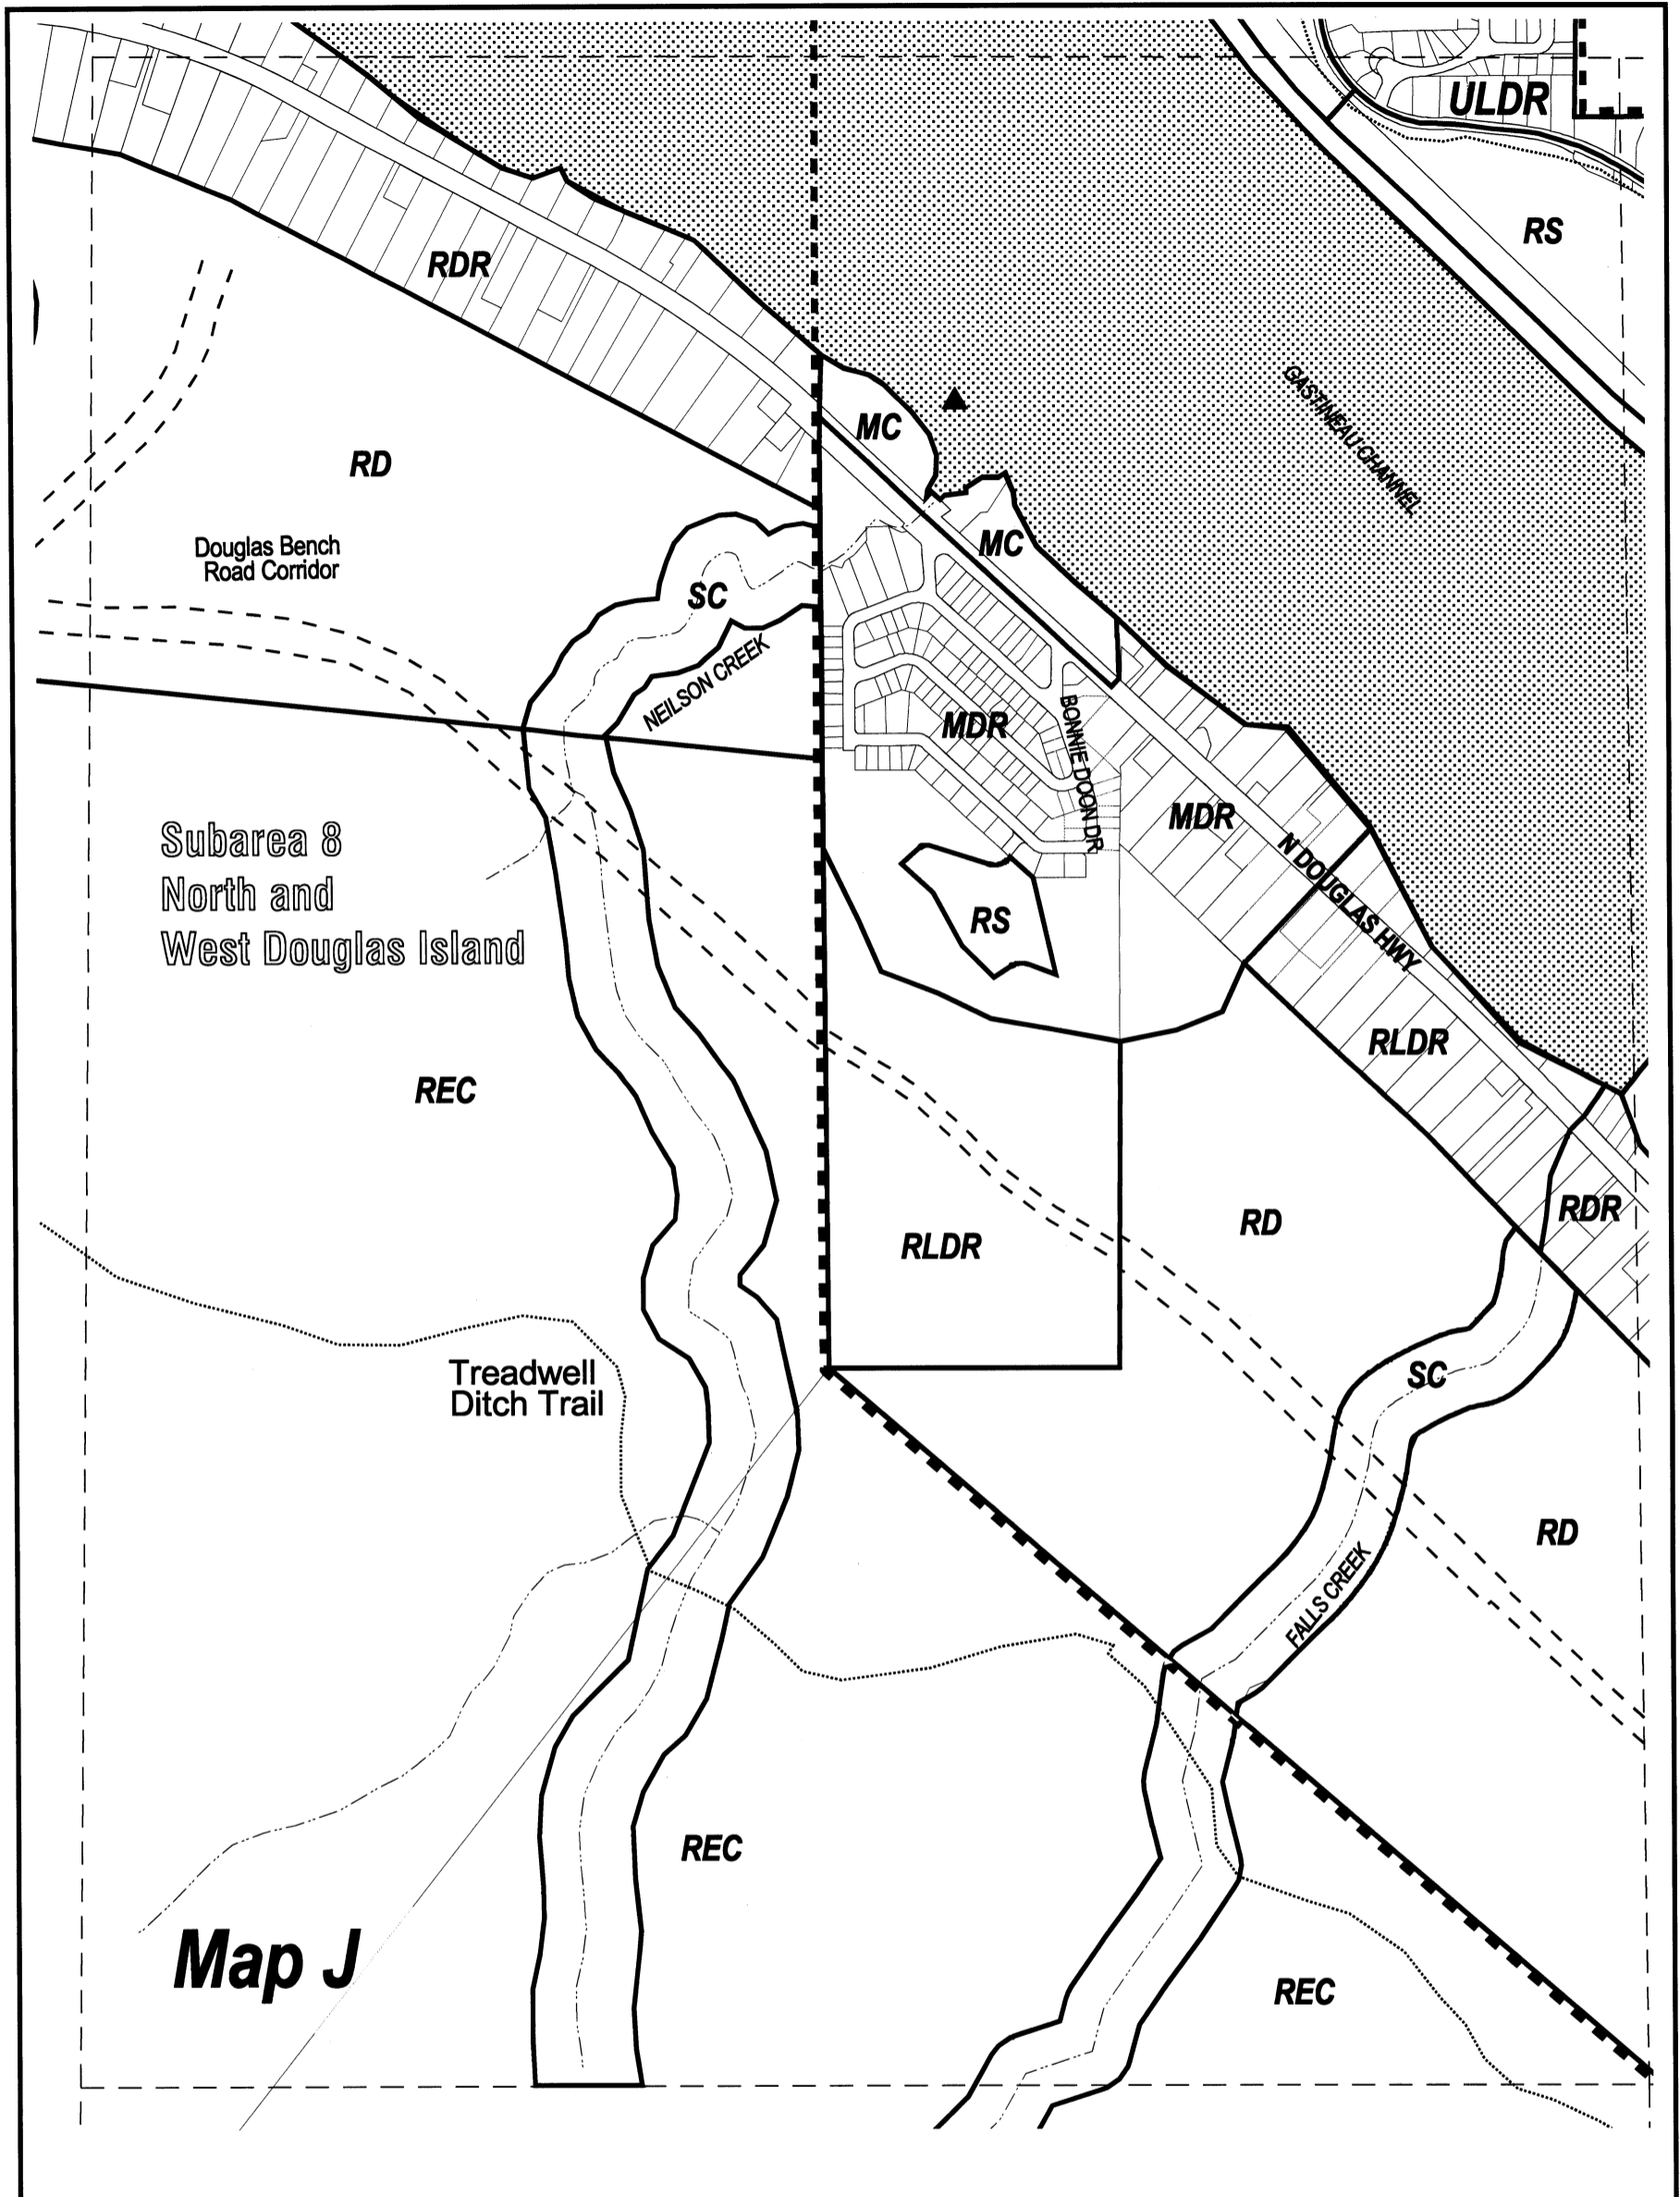 ULDR
RS
RDR
GASTINEAU CHANNEL
MC
RD
MC
Douglas Bench
Road Corridor
SC
NEILSON CREEK
MDR
BONNIE DOON DR
MDR
Subarea 8
North and
West Douglas Island
N DOUGLAS HWY
RS
RLDR
REC
RDR
RD
RLDR
Treadwell
Ditch Trail
SC
RD
FALLS CREEK
REC
Map J
REC